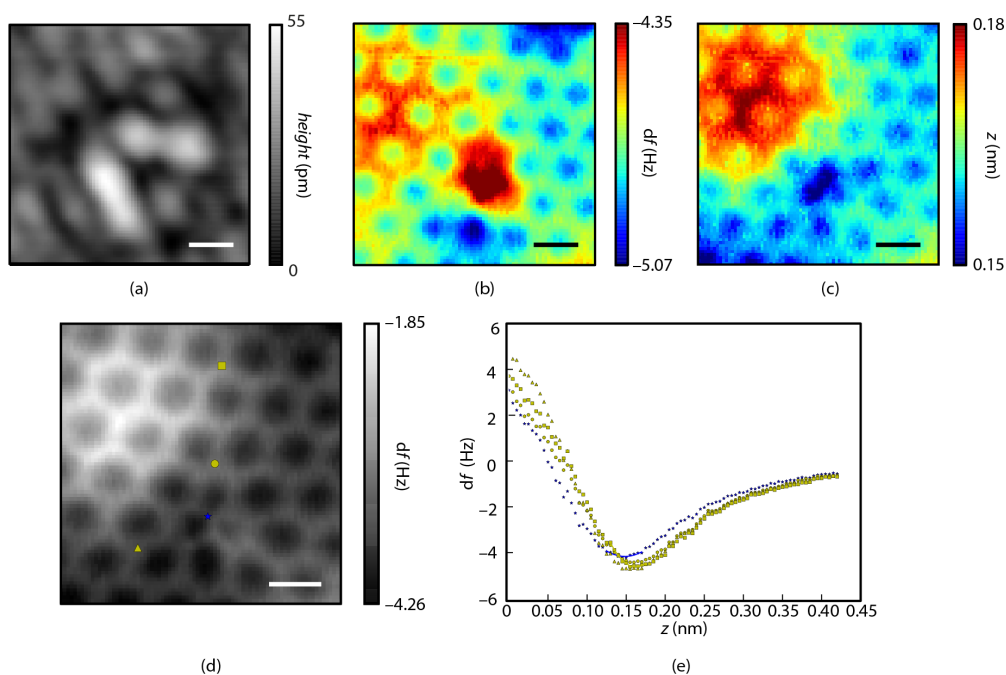 55
height (pm)
0
(a)
−4.35
df (Hz)
−5.07
(b)
0.18
z (nm)
0.15
(c)
−1.85
df (Hz)
−4.26
(d)
6
4
2
0
−2
−4
−6
df (Hz)
0 0.05 0.10 0.15 0.20 0.25 0.30 0.35 0.40 0.45
z (nm)
(e)